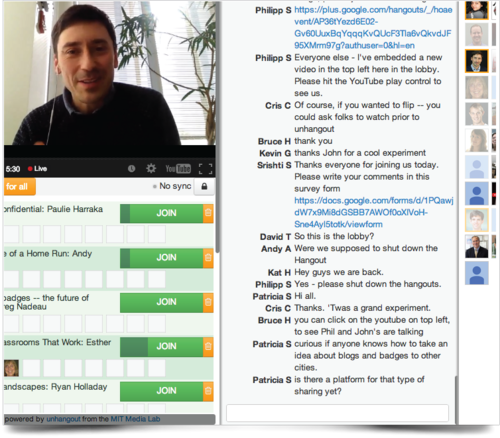 5:30 Live YouTube
for all No sync
onfidential: Paulie Harraka
JOIN
e of a Home Run: Andy
JOIN
badges -- the future of
reg Nadeau
JOIN
assrooms That Work: Esther
JOIN
andscapes: Ryan Holladay
JOIN
powered by unhangout from the MIT Media Lab
Philipp S https://plus.google.com/hangouts/_/hoae
vent/AP36tYezd6E02-
Gv60UuxBqYqqKvQUcF3Tla6vQkvdJF
95XMrm97g?authuser=0&hl=en
Philipp S Everyone else - I've embedded a new
video in the top left here in the lobby.
Please hit the YouTube play control to
see us.
Cris C Of course, if you wanted to flip -- you
could ask folks to watch prior to
unhangout
Bruce H thank you
Kevin G thanks John for a cool experiment
Srishti S Thanks everyone for joining us today.
Please write your comments in this
survey form
https://docs.google.com/forms/d/1PQawj
dW7x9Mi8dGSBB7AWOf0oXlVoH-
Sne4AyI5totk/viewform
David T So this is the lobby?
Andy A Were we supposed to shut down the
Hangout
Kat H Hey guys we are back.
Philipp S Yes - please shut down the hangouts.
Patricia S Hi all.
Cris C Thanks. 'Twas a grand experiment.
Bruce H you can click on the youtube on top left,
to see Phil and John's are talking
Patricia S curious if anyone knows how to take an
idea about blogs and badges to other
cities.
Patricia S is there a platform for that type of
sharing yet?